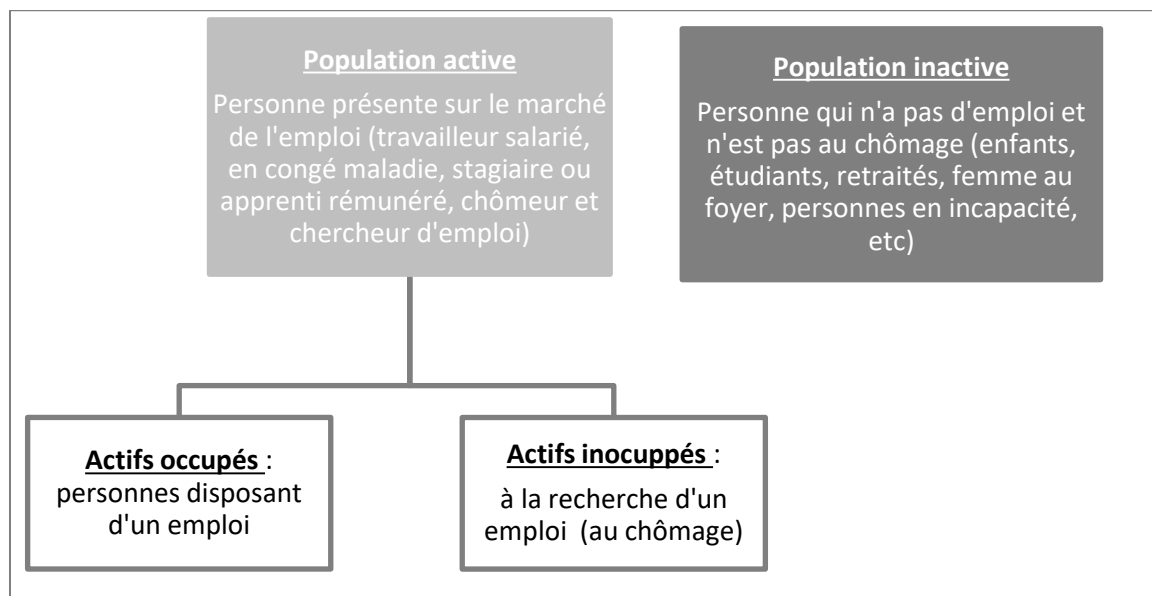 Population active
Personne présente sur le marché
de l'emploi (travailleur salarié,
en congé maladie, stagiaire ou
apprenti rémunéré, chômeur et
chercheur d'emploi)
Population inactive
Personne qui n'a pas d'emploi et
n'est pas au chômage (enfants,
étudiants, retraités, femme au
foyer, personnes en incapacité,
etc)
Actifs occupés :
personnes disposant
d'un emploi
Actifs inocuppés :
à la recherche d'un
emploi (au chômage)